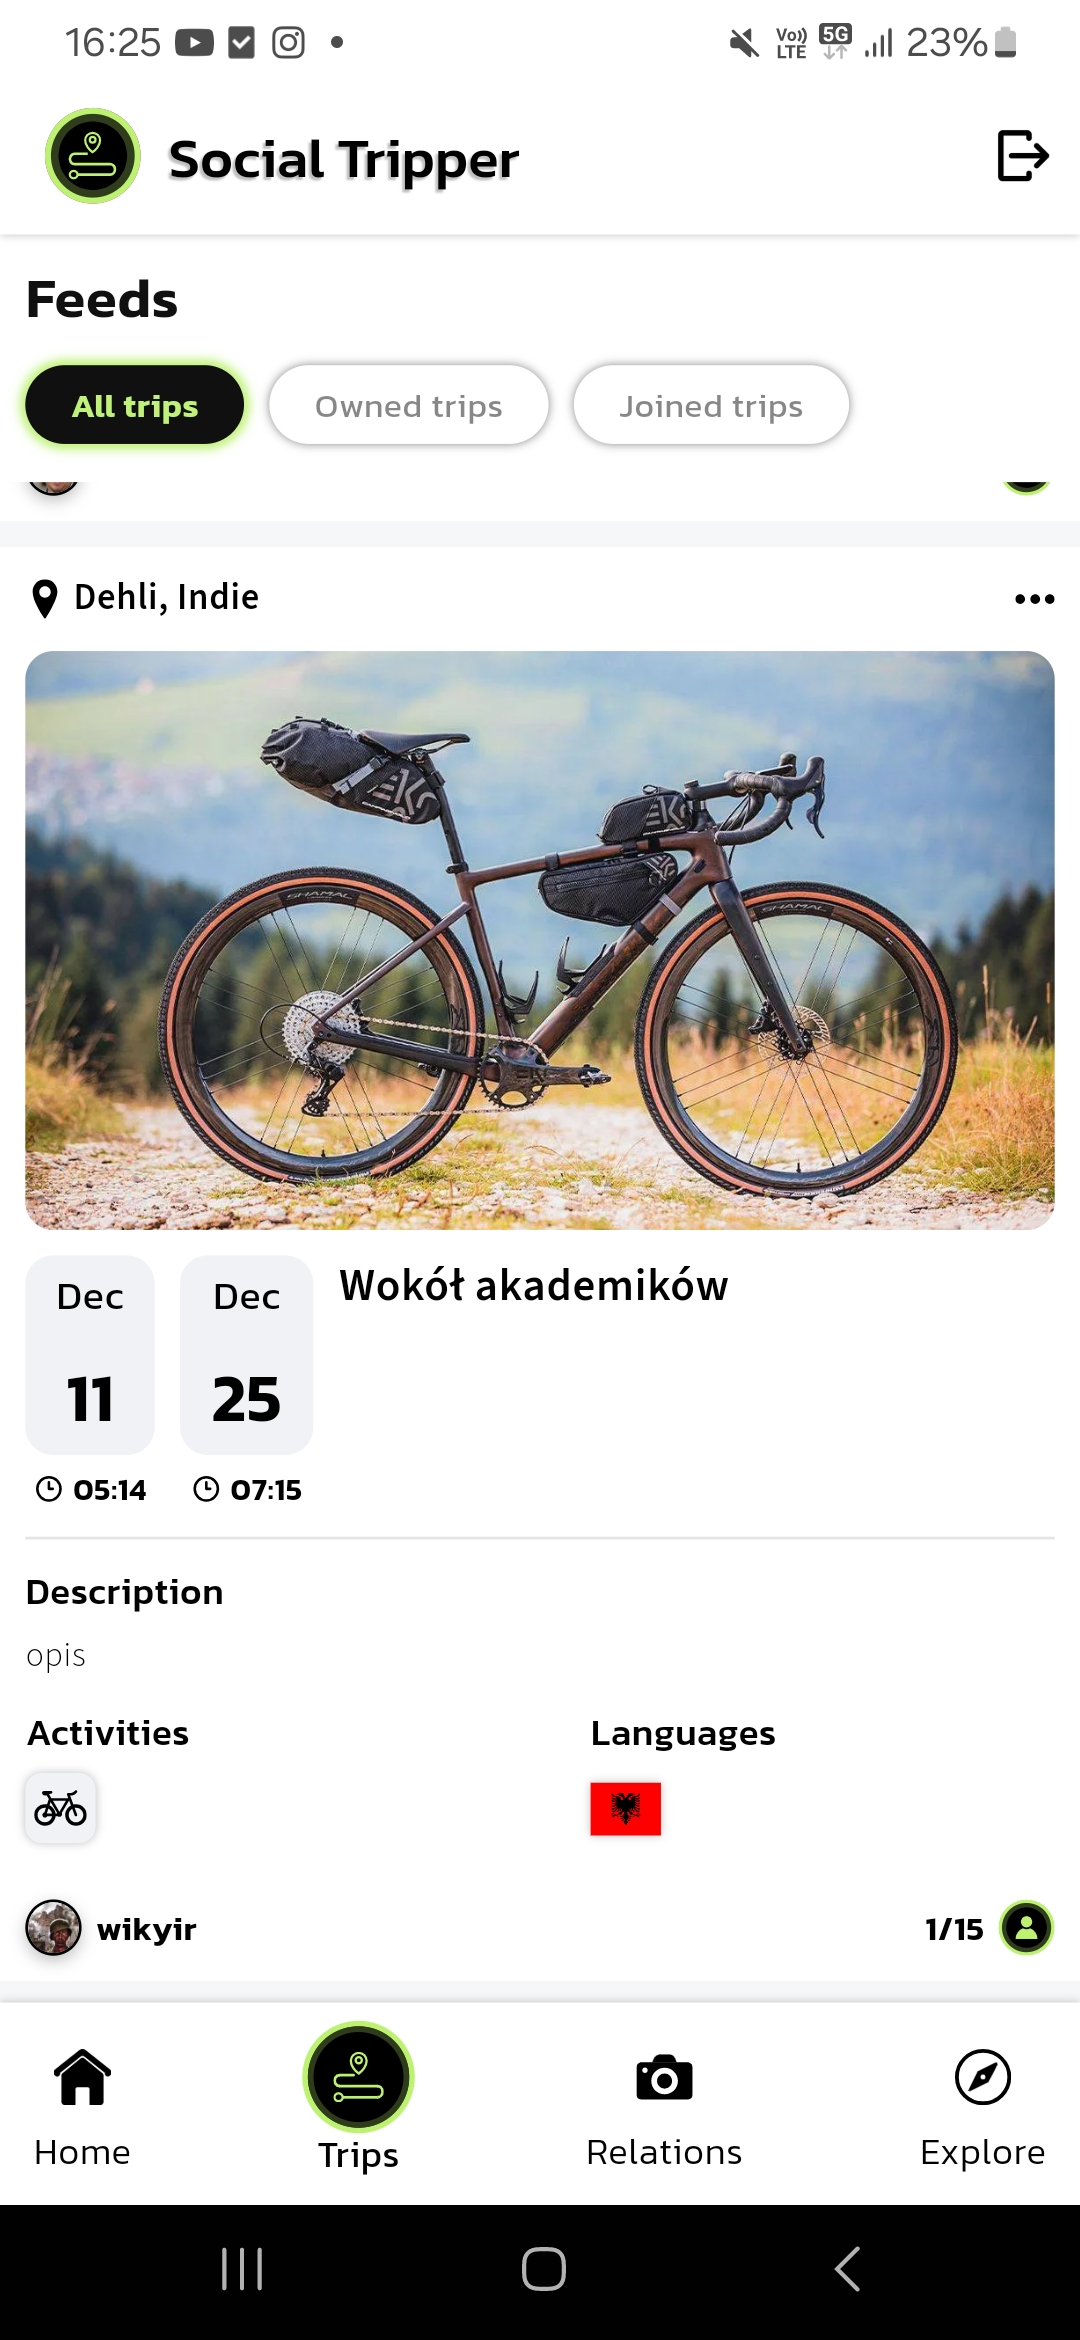 16:25
Vo)) LTE 5G 23%
Social Tripper
Feeds
All trips Owned trips Joined trips
Dehli, Indie
SHAMAL
SHAMAL
Dec Dec
Wokół akademików
11 25
05:14 07:15
Description
opis
Activities Languages
wikyir 1/15
Home Trips Relations Explore